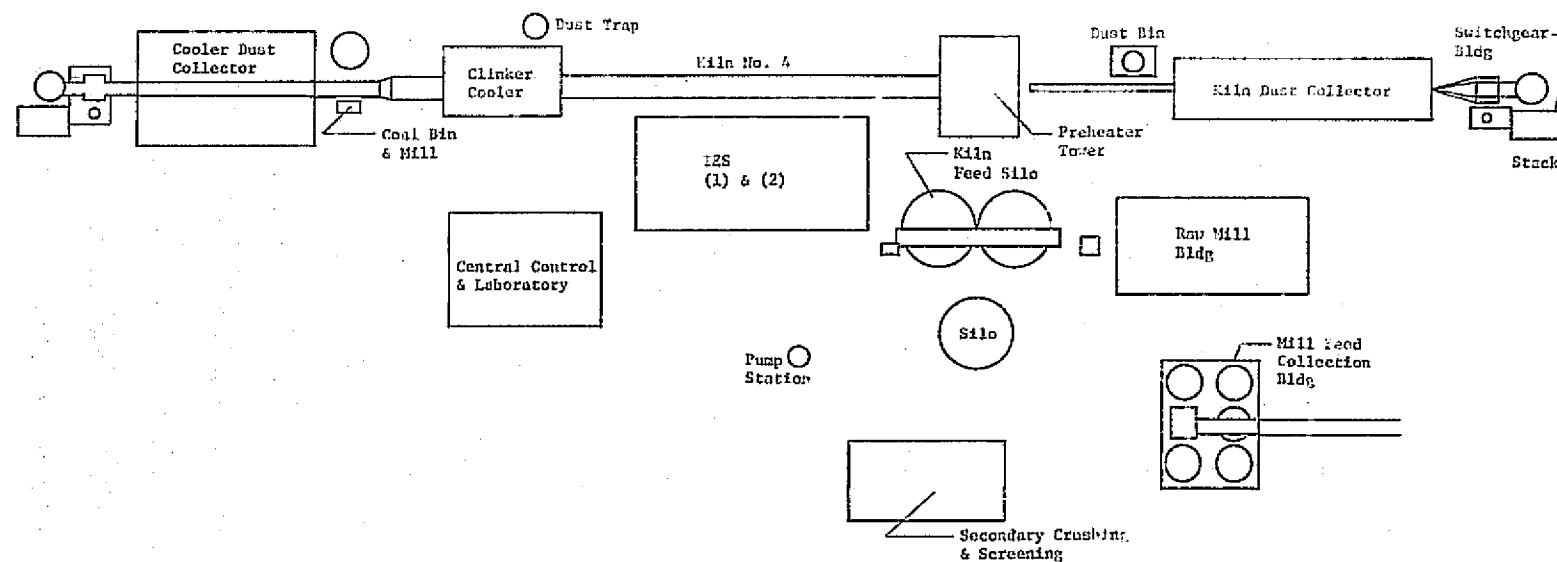 Dust Trap
Cooler Dust
Collector
Clinker
Cooler
Kiln No. 4
Dust Bin
Switchgear
Bldg
Kiln Dust Collector
Coal Bin
& Mill
Preheater
Tower
Stack
(1) & (2)
Kiln
Feed Silo
Raw Mill
Bldg
Central Control
& Laboratory
Silo
Pump
Station
Mill Feed
Collection
Bldg
Secondary Crushing
& Screening